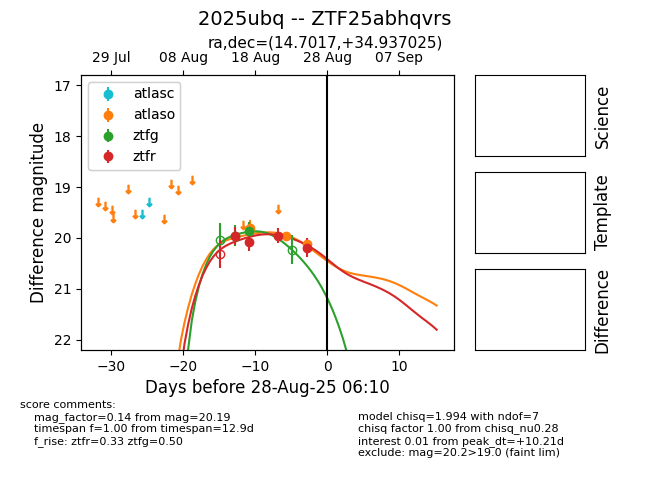 2025ubq -- ZTF25abhqvrs
ra,dec=(14.7017,+34.937025)
29 Jul 08 Aug 18 Aug 28 Aug 07 Sep
17
18
19
20
21
22
Difference magnitude
atlasc
atlaso
ztfg
ztfr
−30 −20 −10 0 10
Days before 28-Aug-25 06:10
Science
Template
Difference
score comments:
mag_factor=0.14 from mag=20.19
timespan f=1.00 from timespan=12.9d
f_rise: ztfr=0.33 ztfg=0.50
model chisq=1.994 with ndof=7
chisq factor 1.00 from chisq_nu0.28
interest 0.01 from peak_dt=+10.21d
exclude: mag=20.2>19.0 (faint lim)